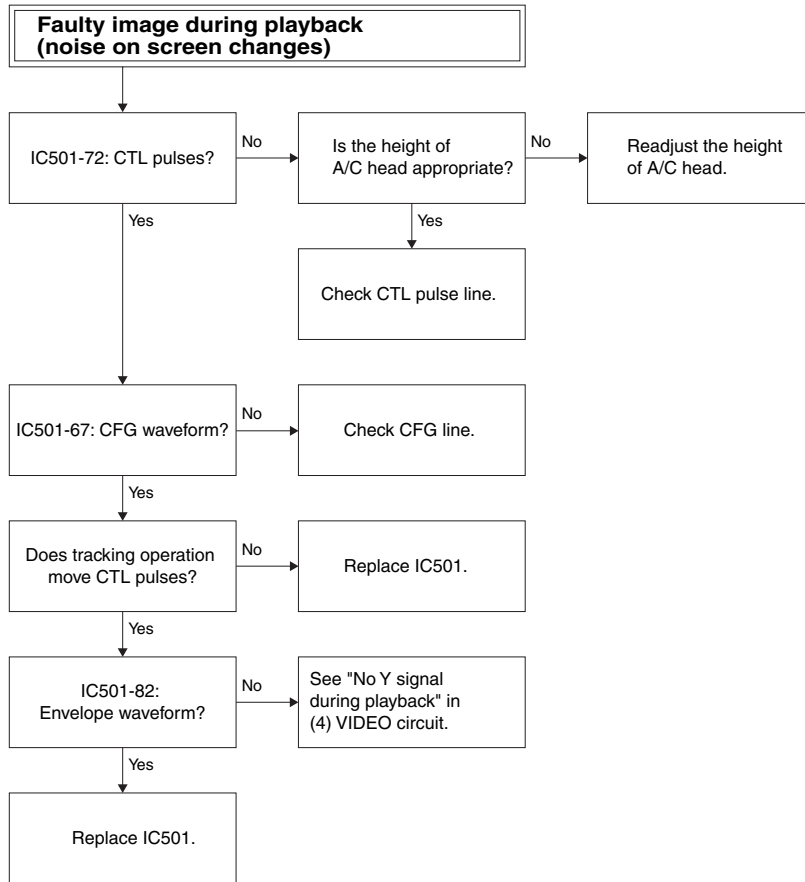 Faulty image during playback
(noise on screen changes)
IC501-72: CTL pulses?
No
Is the height of
A/C head appropriate?
No
Readjust the height
of A/C head.
Yes
Yes
Check CTL pulse line.
IC501-67: CFG waveform?
No
Check CFG line.
Yes
Does tracking operation
move CTL pulses?
No
Replace IC501.
Yes
IC501-82:
Envelope waveform?
No
See "No Y signal
during playback" in
(4) VIDEO circuit.
Yes
Replace IC501.